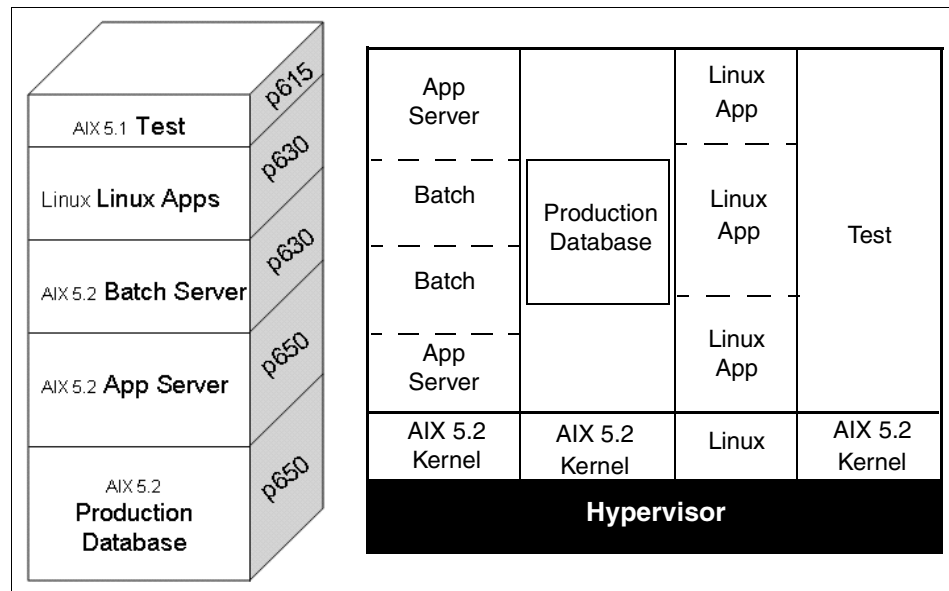 p615
AIX 5.1 Test
p630
Linux Linux Apps
p630
AIX 5.2 Batch Server
p650
AIX 5.2 App Server
p650
AIX 5.2
Production
Database
App
Server
Batch
Batch
App
Server
AIX 5.2
Kernel
Production
Database
AIX 5.2
Kernel
Linux
App
Linux
App
Linux
App
Linux
Test
AIX 5.2
Kernel
Hypervisor